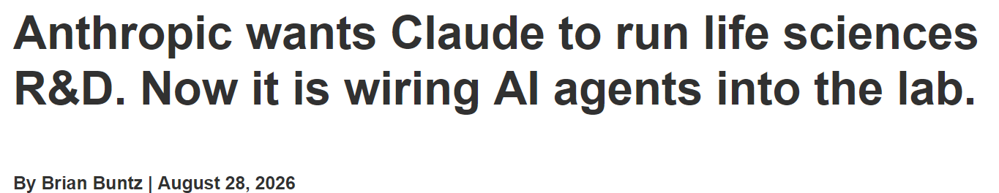 Anthropic wants Claude to run life sciences
R&D. Now it is wiring AI agents into the lab.
By Brian Buntz | August 28, 2026